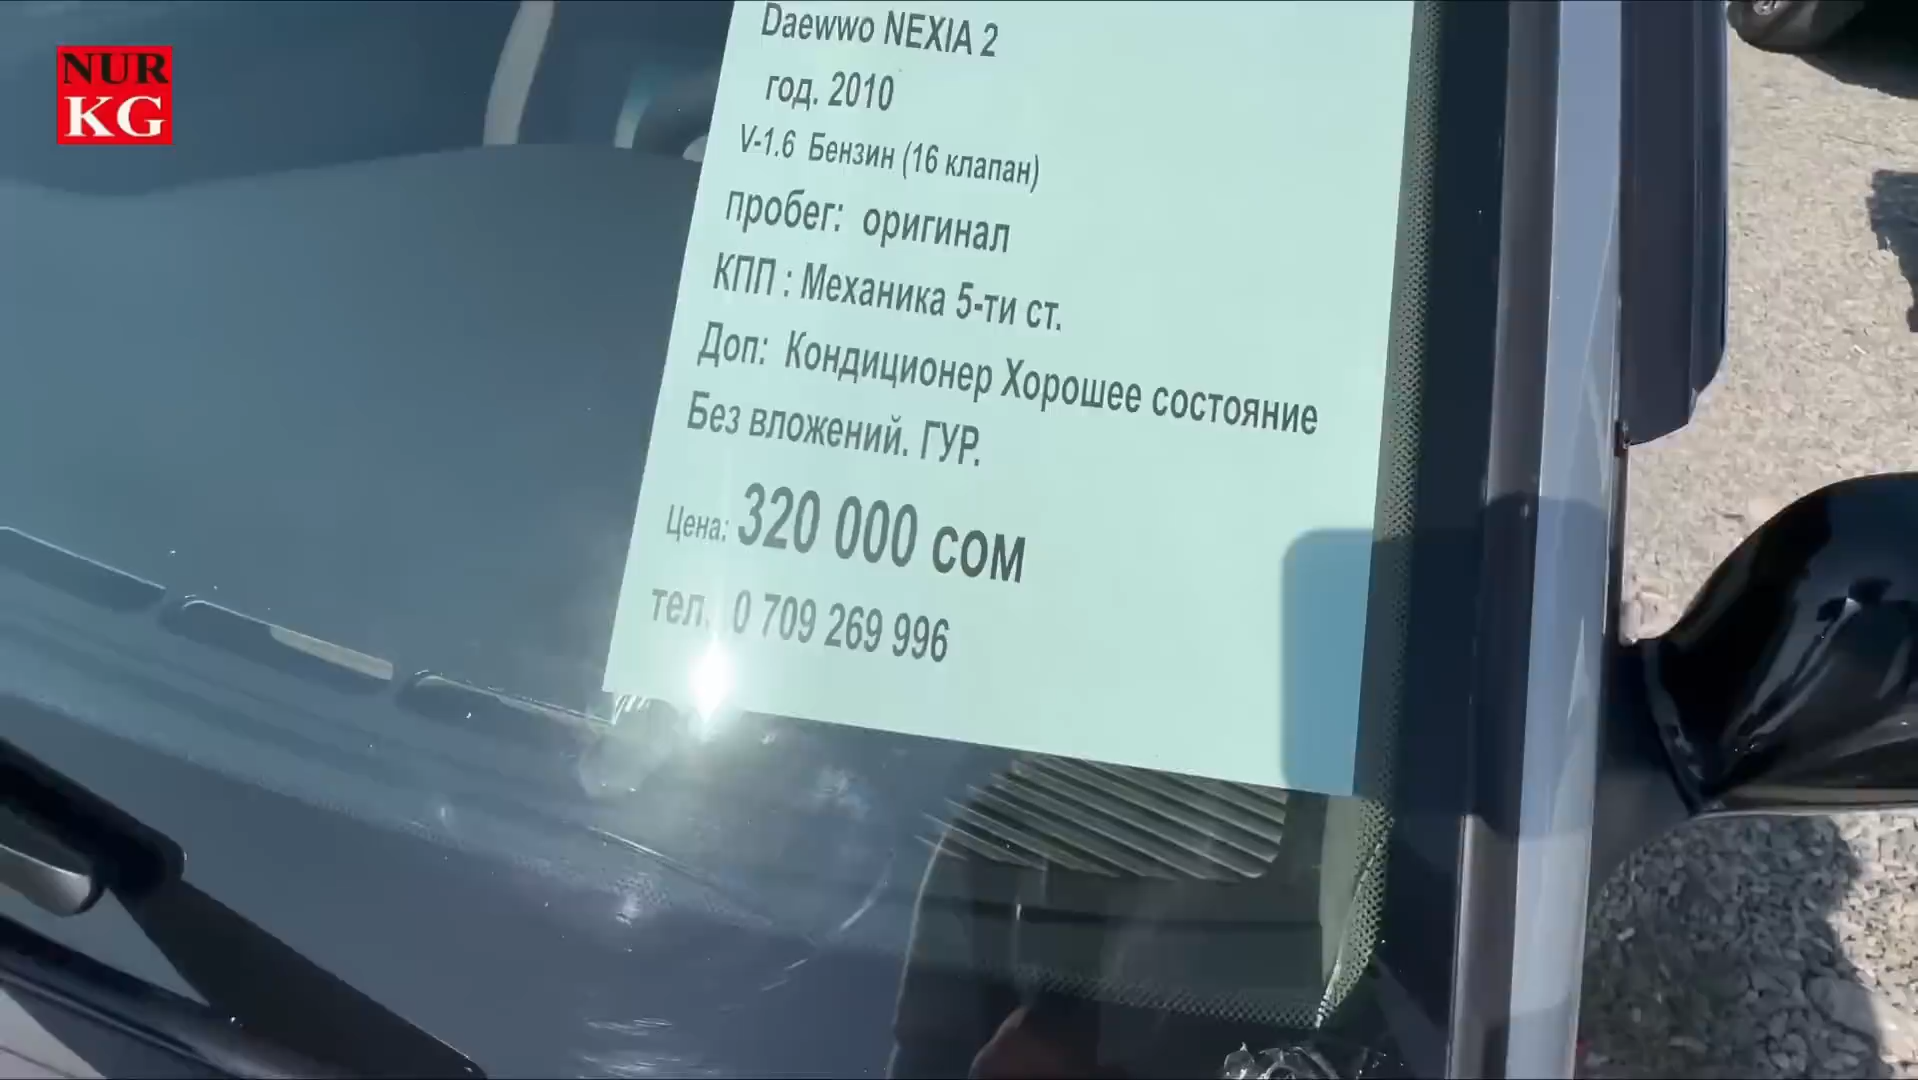 NUR
KG
Daewwo NEXIA 2
год. 2010
V-1.6 Бензин (16 клапан)
пробег: оригинал
КПП : Механика 5-ти ст.
Доп: Кондиционер Хорошее состояние
Без вложений. ГУР.
Цена: 320 000 сом
тел. 0 709 269 996